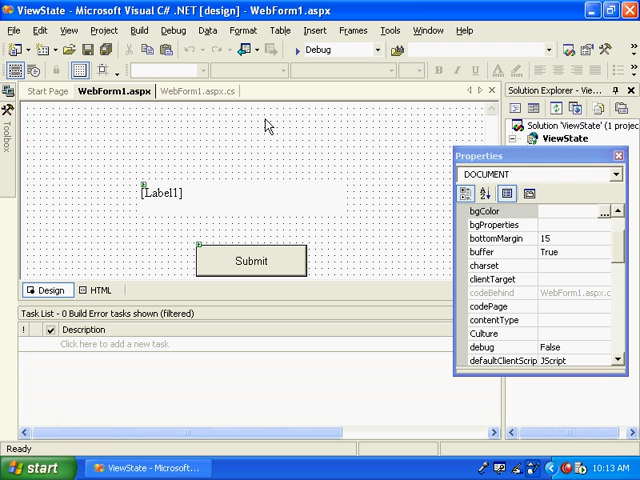 ViewState - Microsoft Visual C# .NET [design] - WebForm1.aspx
File Edit View Project Build Debug Data Format Table Insert Frames Tools Window Help
Debug
B I U A
Start Page WebForm1.aspx WebForm1.aspx.cs
Solution Explorer - Vie...
Toolbox
Solution 'ViewState' (1 projec
ViewState
Properties
DOCUMENT
[Label1]
Submit
bgColor ...
bgProperties
bottomMargin 15
buffer True
charset
clientTarget
codeBehind WebForm1.aspx.c
codePage
contentType
Culture
debug False
defaultClientScrip JScript
Design HTML
Task List - 0 Build Error tasks shown (filtered)
! Description
Click here to add a new task
Ready
start ViewState - Microsoft... 10:13 AM